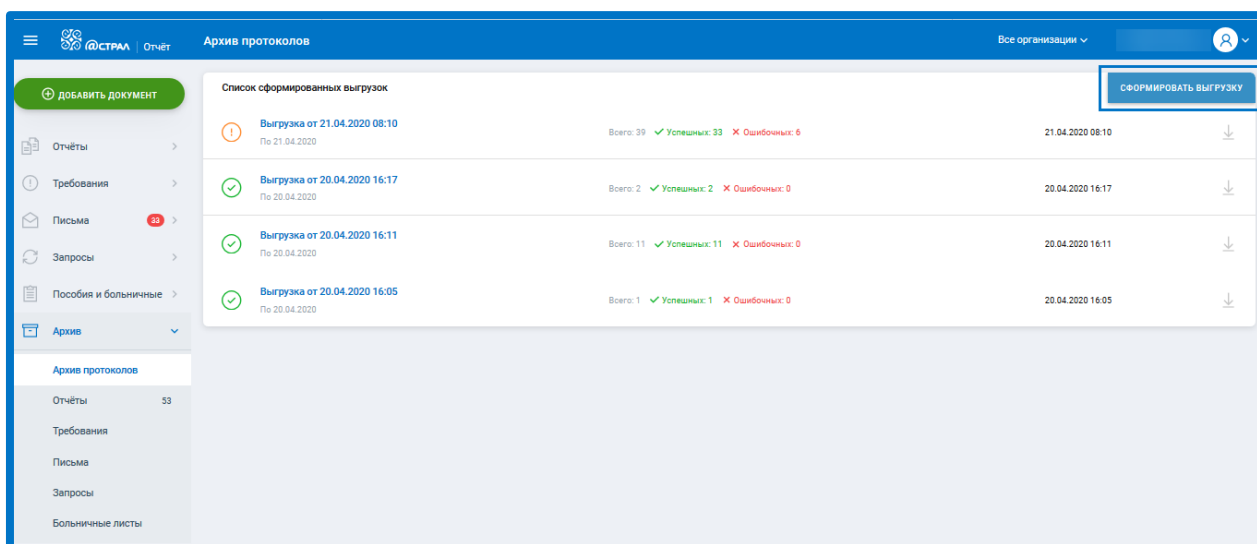 @СТРАЛ | Отчёт
Архив протоколов
Все организации
ДОБАВИТЬ ДОКУМЕНТ
Список сформированных выгрузок
СФОРМИРОВАТЬ ВЫГРУЗКУ
Выгрузка от 21.04.2020 08:10
По 21.04.2020
Всего: 39 Успешных: 33 Ошибочных: 6
21.04.2020 08:10
Выгрузка от 20.04.2020 16:17
По 20.04.2020
Всего: 2 Успешных: 2 Ошибочных: 0
20.04.2020 16:17
Выгрузка от 20.04.2020 16:11
По 20.04.2020
Всего: 11 Успешных: 11 Ошибочных: 0
20.04.2020 16:11
Выгрузка от 20.04.2020 16:05
По 20.04.2020
Всего: 1 Успешных: 1 Ошибочных: 0
20.04.2020 16:05
Отчёты
Требования
Письма 33
Запросы
Пособия и больничные
Архив
Архив протоколов
Отчёты 53
Требования
Письма
Запросы
Больничные листы